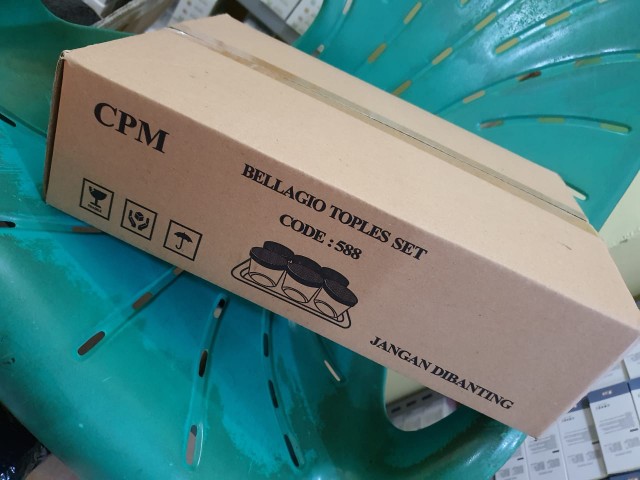 CPM
BELLAGIO TOPLES SET
CODE : 588
JANGAN DIBANTING